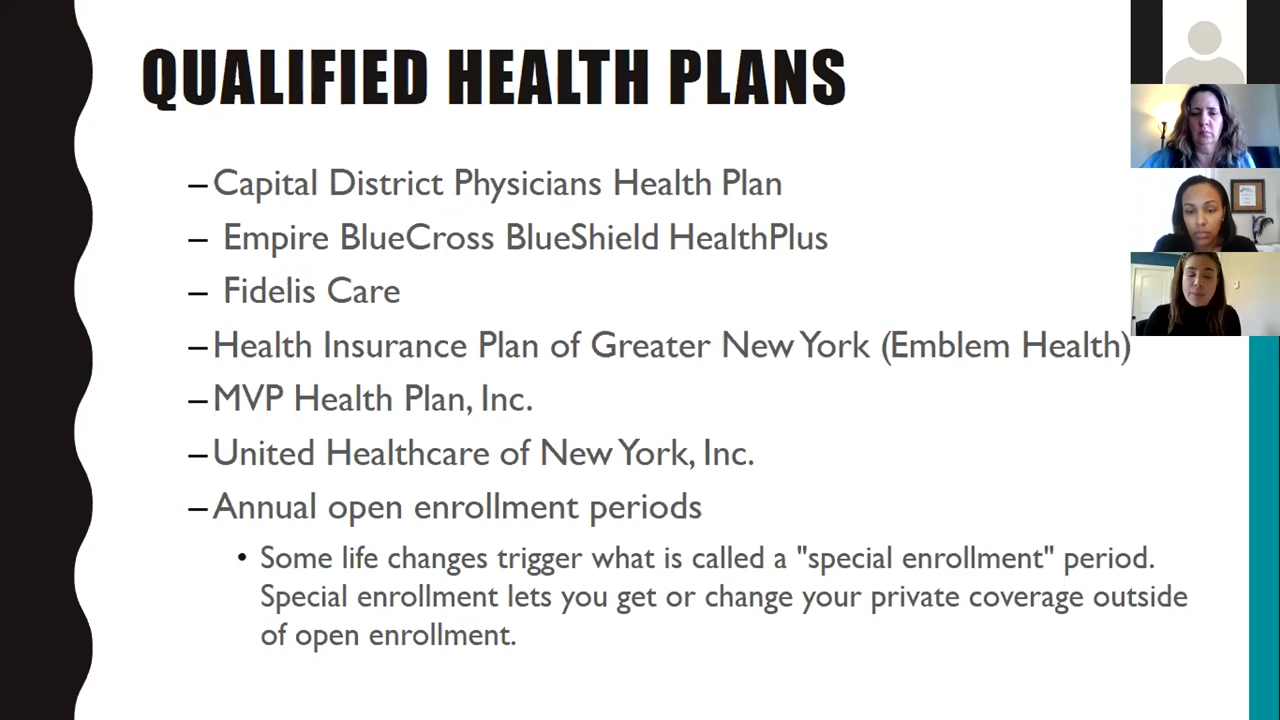 QUALIFIED HEALTH PLANS
–Capital District Physicians Health Plan
– Empire BlueCross BlueShield HealthPlus
– Fidelis Care
–Health Insurance Plan of Greater New York (Emblem Health)
–MVP Health Plan, Inc.
–United Healthcare of New York, Inc.
–Annual open enrollment periods
• Some life changes trigger what is called a "special enrollment" period.
Special enrollment lets you get or change your private coverage outside
of open enrollment.